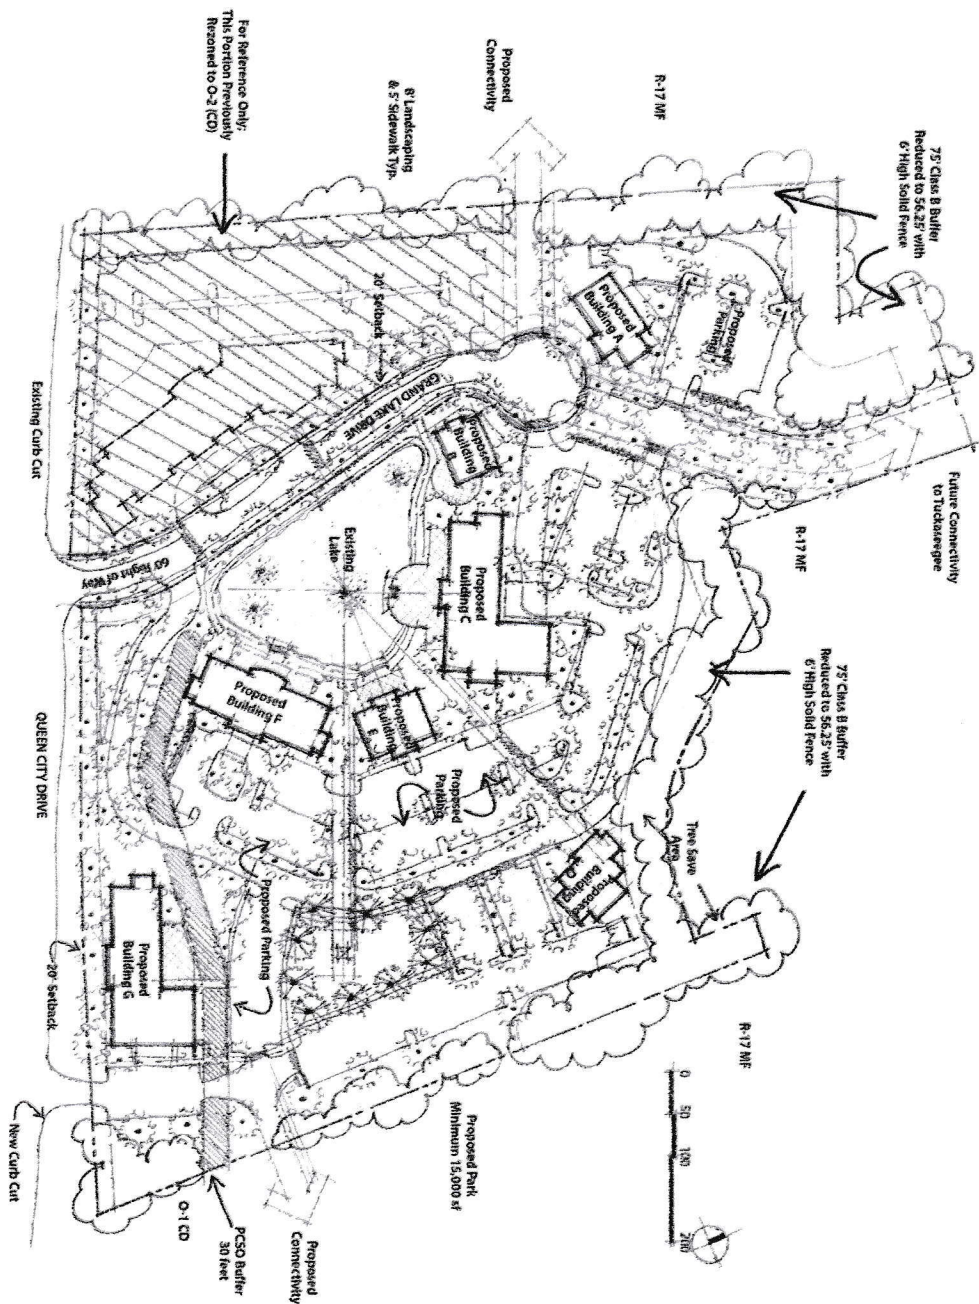 For Reference Only;
This Portion Previously
Rezoned to O-2 (CD)
8' Landscaping
& 5' Sidewalk Typ.
Proposed
Connectivity
R-17 MF
75' Class B Buffer
Reduced to 56.25' with
6' High Solid Fence
Existing Curb Cut
20' Setback
GRAND LAKE DRIVE
Proposed
Building A
Proposed
Parking
Proposed
Building B
60' Right of Way
Existing
Lake
Proposed
Building C
R-17 MF
Future Connectivity
to Tuckaseegee
QUEEN CITY DRIVE
Proposed
Building F
Proposed
Building
E
Proposed
Parking
75' Class B Buffer
Reduced to 56.25' with
6' High Solid Fence
Tree Save
Area
Proposed
Building
Proposed Parking
Proposed
Building G
20' Setback
R-17 MF
Proposed Park
Minimum 15,000 sf
0 50 100 200
New Curb Cut
O-1 CD
PCSO Buffer
30 feet
Proposed
Connectivity